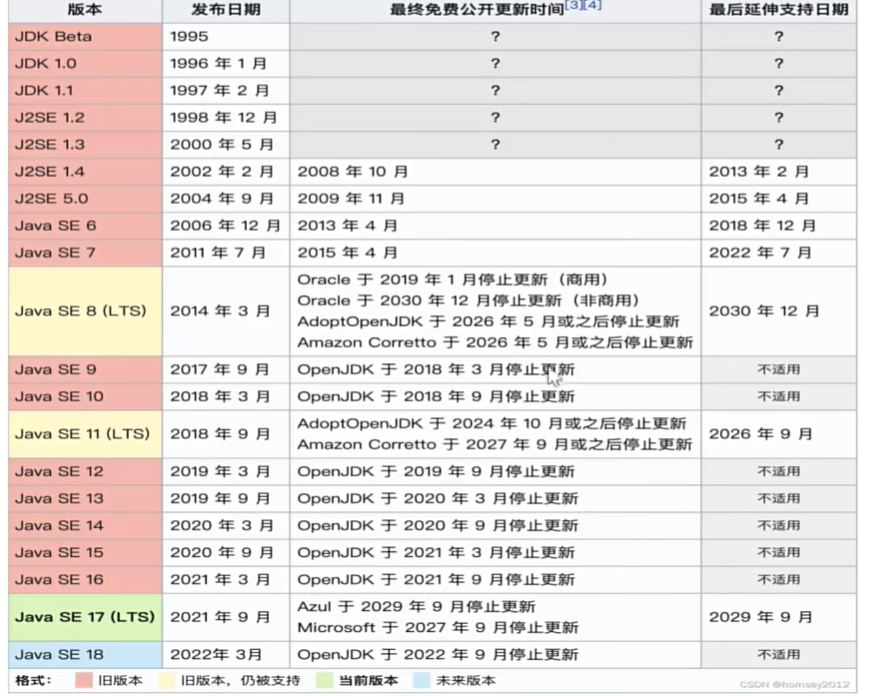 版本 发布日期 最终免费公开更新时间[3][4] 最后延伸支持日期
JDK Beta 1995 ? ?
JDK 1.0 1996 年 1 月 ? ?
JDK 1.1 1997 年 2 月 ? ?
J2SE 1.2 1998 年 12 月 ? ?
J2SE 1.3 2000 年 5 月 ? ?
J2SE 1.4 2002 年 2 月 2008 年 10 月 2013 年 2 月
J2SE 5.0 2004 年 9 月 2009 年 11 月 2015 年 4 月
Java SE 6 2006 年 12 月 2013 年 4 月 2018 年 12 月
Java SE 7 2011 年 7 月 2015 年 4 月 2022 年 7 月
Java SE 8 (LTS) 2014 年 3 月 Oracle 于 2019 年 1 月停止更新（商用）
Oracle 于 2030 年 12 月停止更新（非商用）
AdoptOpenJDK 于 2026 年 5 月或之后停止更新
Amazon Corretto 于 2026 年 5 月或之后停止更新 2030 年 12 月
Java SE 9 2017 年 9 月 OpenJDK 于 2018 年 3 月停止更新 不适用
Java SE 10 2018 年 3 月 OpenJDK 于 2018 年 9 月停止更新 不适用
Java SE 11 (LTS) 2018 年 9 月 AdoptOpenJDK 于 2024 年 10 月或之后停止更新
Amazon Corretto 于 2027 年 9 月或之后停止更新 2026 年 9 月
Java SE 12 2019 年 3 月 OpenJDK 于 2019 年 9 月停止更新 不适用
Java SE 13 2019 年 9 月 OpenJDK 于 2020 年 3 月停止更新 不适用
Java SE 14 2020 年 3 月 OpenJDK 于 2020 年 9 月停止更新 不适用
Java SE 15 2020 年 9 月 OpenJDK 于 2021 年 3 月停止更新 不适用
Java SE 16 2021 年 3 月 OpenJDK 于 2021 年 9 月停止更新 不适用
Java SE 17 (LTS) 2021 年 9 月 Azul 于 2029 年 9 月停止更新
Microsoft 于 2027 年 9 月停止更新 2029 年 9 月
Java SE 18 2022年 3月 OpenJDK 于 2022 年 9 月停止更新 不适用
格式： 旧版本 旧版本，仍被支持 当前版本 未来版本
CSDN @homsey2012